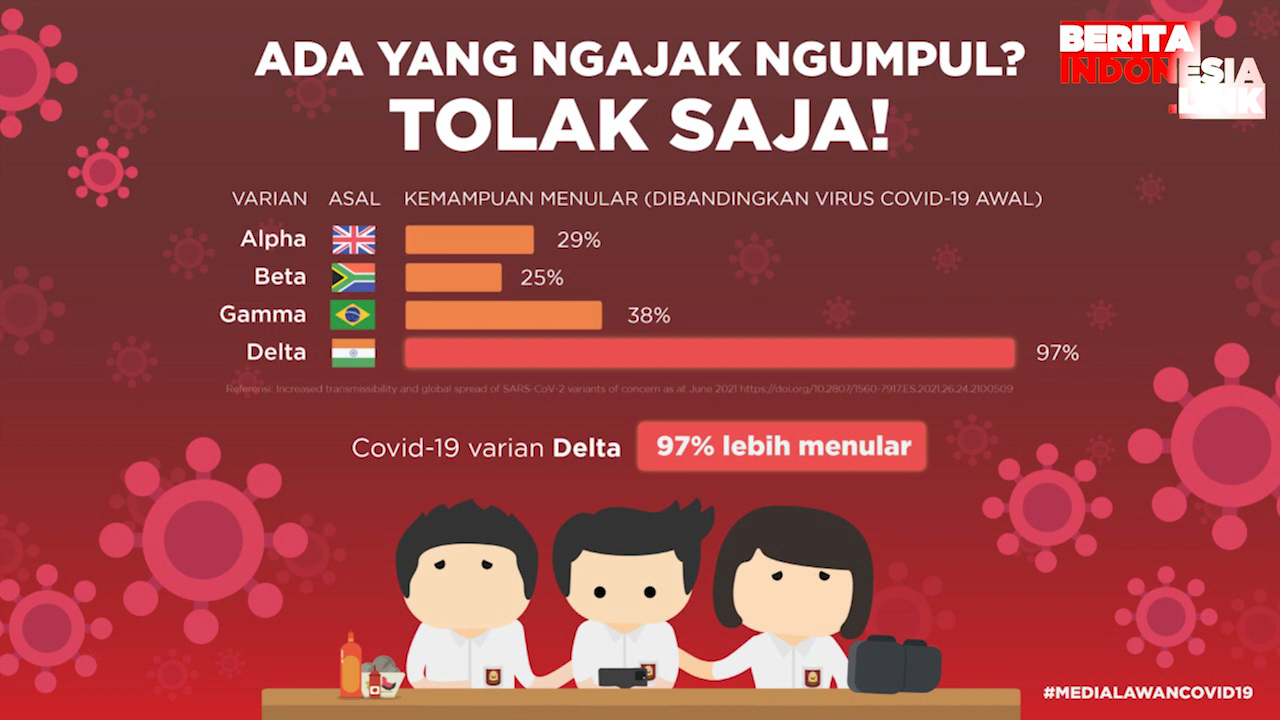 ADA YANG NGAJAK NGUMPUL?
TOLAK SAJA!
BERITA
INDONESIA
.LINK
VARIAN ASAL KEMAMPUAN MENULAR (DIBANDINGKAN VIRUS COVID-19 AWAL)
Alpha 29%
Beta 25%
Gamma 38%
Delta 97%
Referensi: Increased transmissibility and global spread of SARS-CoV-2 variants of concern as at June 2021 https://doi.org/10.2807/1560-7917.ES.2021.26.24.2100509
Covid-19 varian Delta 97% lebih menular
#MEDIALAWANCOVID19